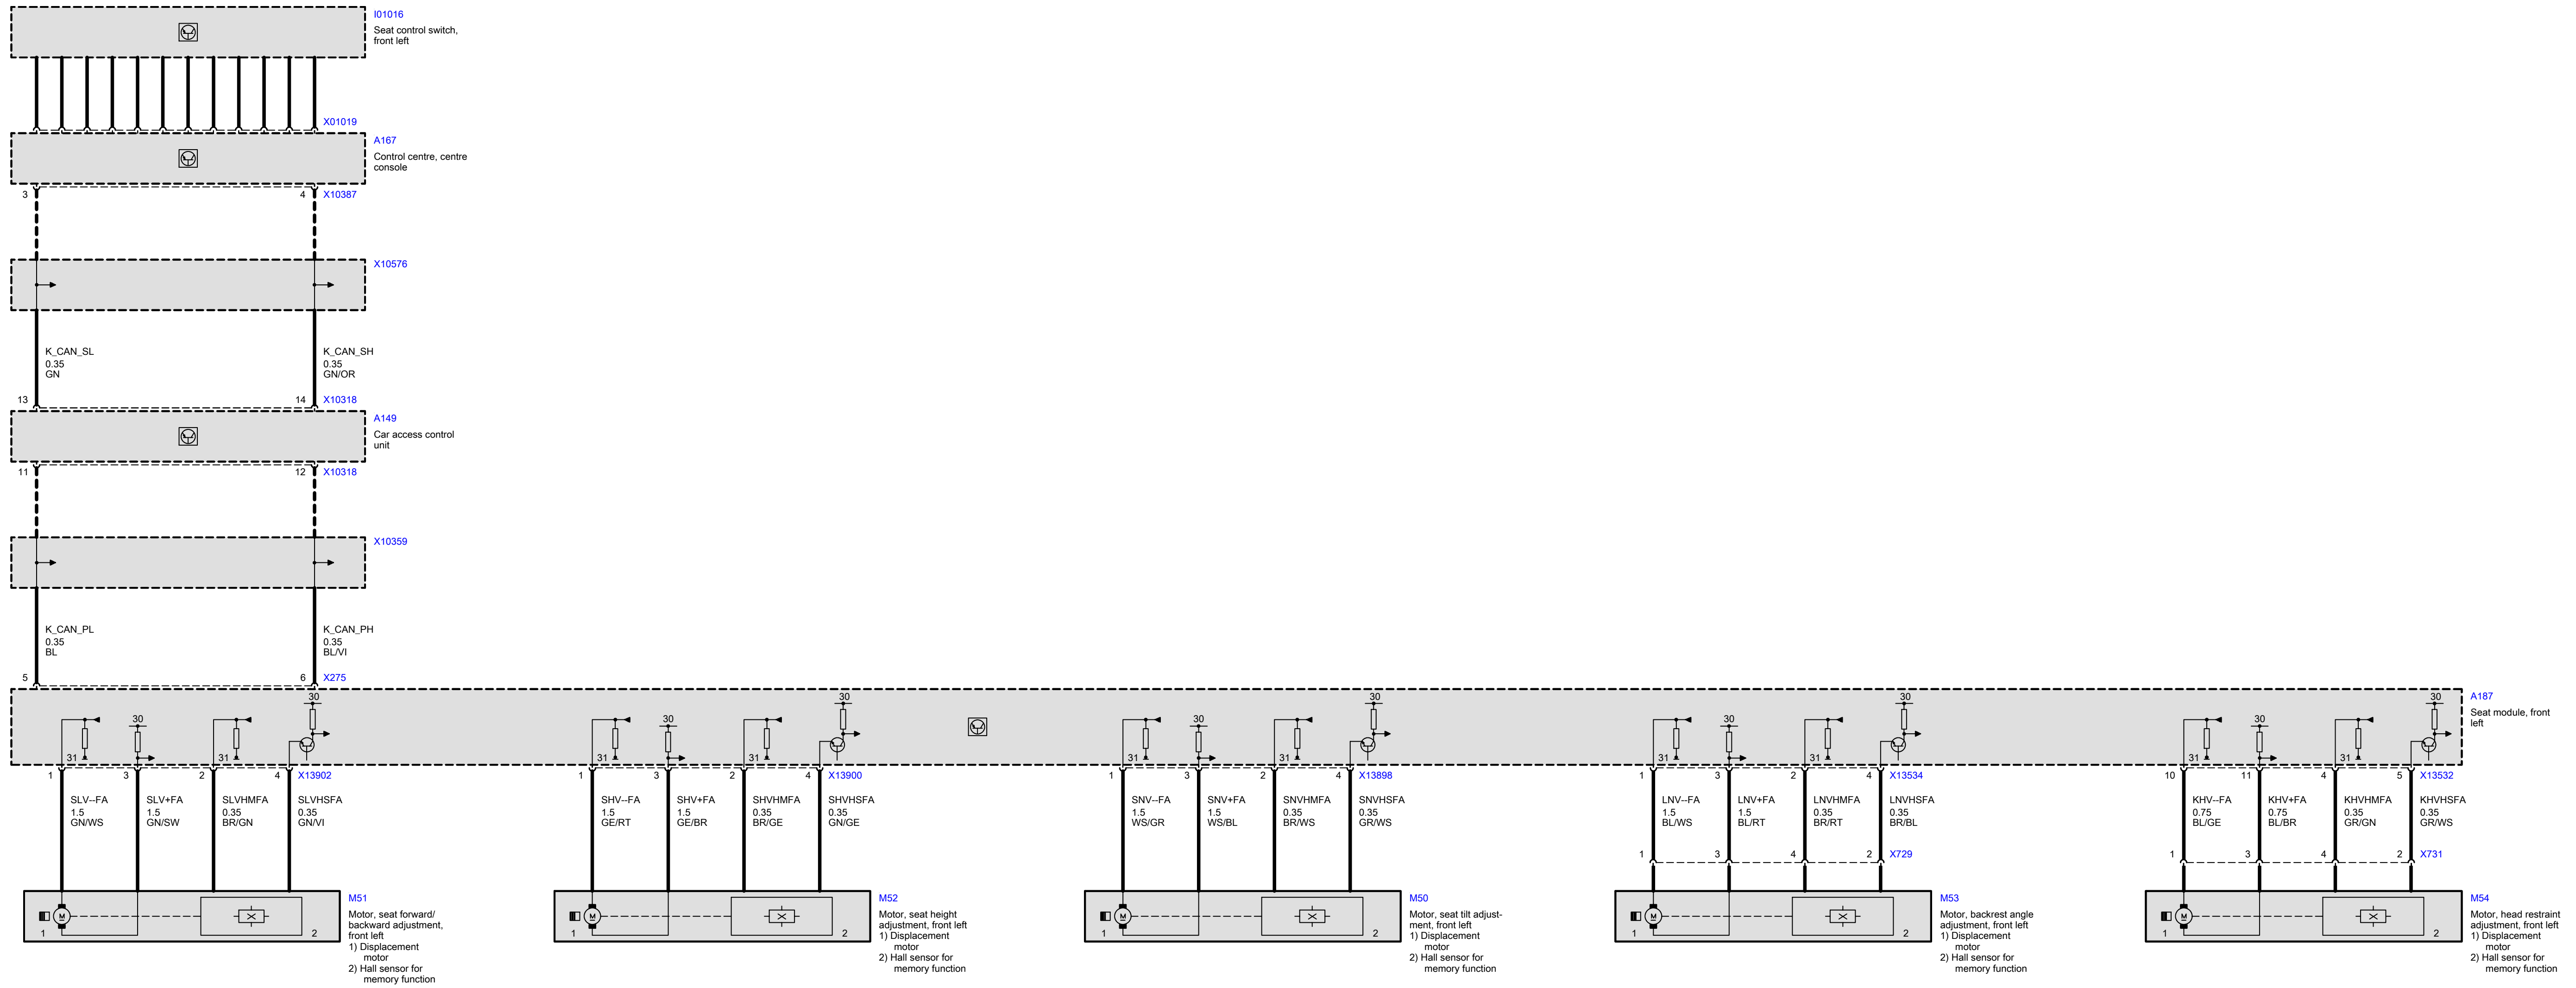 I01016
Seat control switch,
front left
X01019
A167
Control centre, centre
console
3
4
X10387
X10576
K_CAN_SL
0.35
GN
K_CAN_SH
0.35
GN/OR
13
14
X10318
A149
Car access control
unit
11
12
X10318
X10359
K_CAN_PL
0.35
BL
K_CAN_PH
0.35
BL/VI
5
6
X275
30
30
30
30
30
A187
Seat module, front
left
30
30
30
30
30
31
31
31
31
31
31
31
31
31
31
1
3
2
4
X13902
1
3
2
4
X13900
1
3
2
4
X13898
1
3
2
4
X13534
10
11
4
5
X13532
SLV--FA
1.5
GN/WS
SLV+FA
1.5
GN/SW
SLVHMFA
0.35
BR/GN
SLVHSFA
0.35
GN/VI
SHV--FA
1.5
GE/RT
SHV+FA
1.5
GE/BR
SHVHMFA
0.35
BR/GE
SHVHSFA
0.35
GN/GE
SNV--FA
1.5
WS/GR
SNV+FA
1.5
WS/BL
SNVHMFA
0.35
BR/WS
SNVHSFA
0.35
GR/WS
LNV--FA
1.5
BL/WS
LNV+FA
1.5
BL/RT
LNVHMFA
0.35
BR/RT
LNVHSFA
0.35
BR/BL
KHV--FA
0.75
BL/GE
KHV+FA
0.75
BL/BR
KHVHMFA
0.35
GR/GN
KHVHSFA
0.35
GR/WS
1
3
4
2
X729
1
3
4
2
X731
M
1
2
M51
Motor, seat forward/
backward adjustment,
front left
1) Displacement
motor
2) Hall sensor for
memory function
M
1
2
M52
Motor, seat height
adjustment, front left
1) Displacement
motor
2) Hall sensor for
memory function
M
1
2
M50
Motor, seat tilt adjust-
ment, front left
1) Displacement
motor
2) Hall sensor for
memory function
M
1
2
M53
Motor, backrest angle
adjustment, front left
1) Displacement
motor
2) Hall sensor for
memory function
M
1
2
M54
Motor, head restraint
adjustment, front left
1) Displacement
motor
2) Hall sensor for
memory function